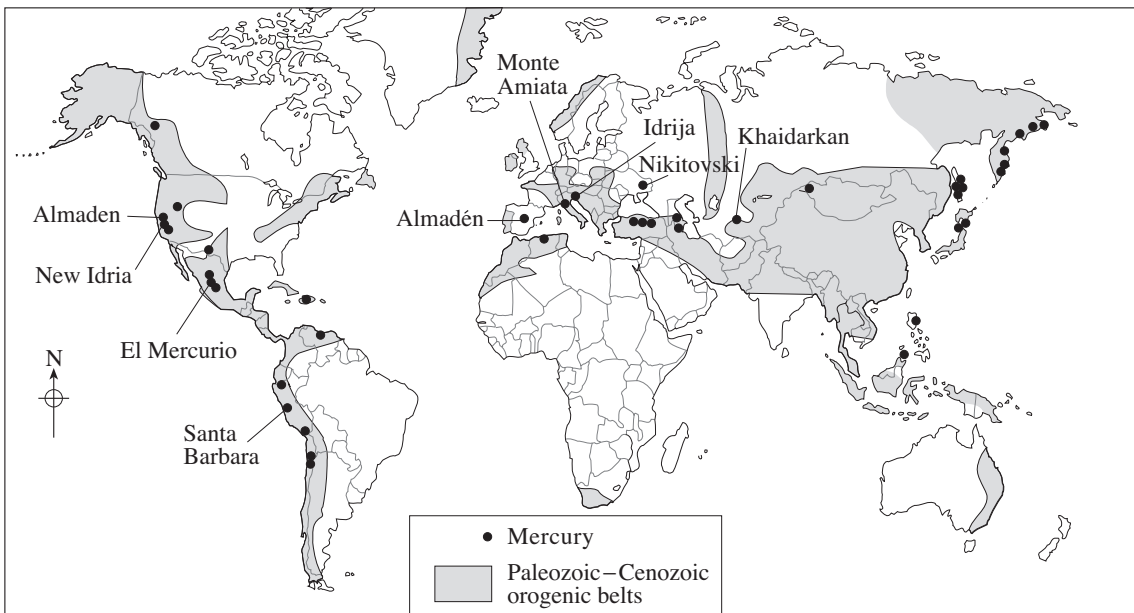 Monte
Amiata
Idrija
Khaidarkan
Nikitovski
Almaden
Almadén
New Idria
El Mercurio
N
Santa
Barbara
Mercury
Paleozoic–Cenozoic
orogenic belts